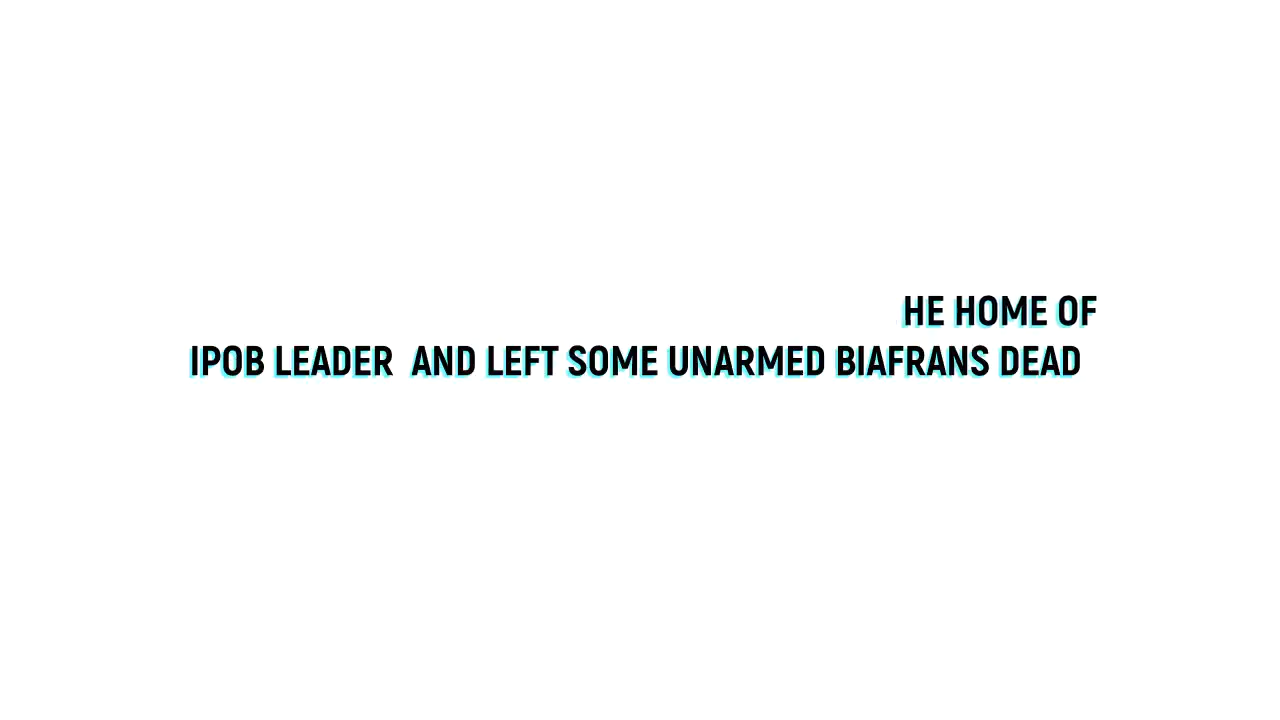 HE HOME OF
IPOB LEADER AND LEFT SOME UNARMED BIAFRANS DEAD